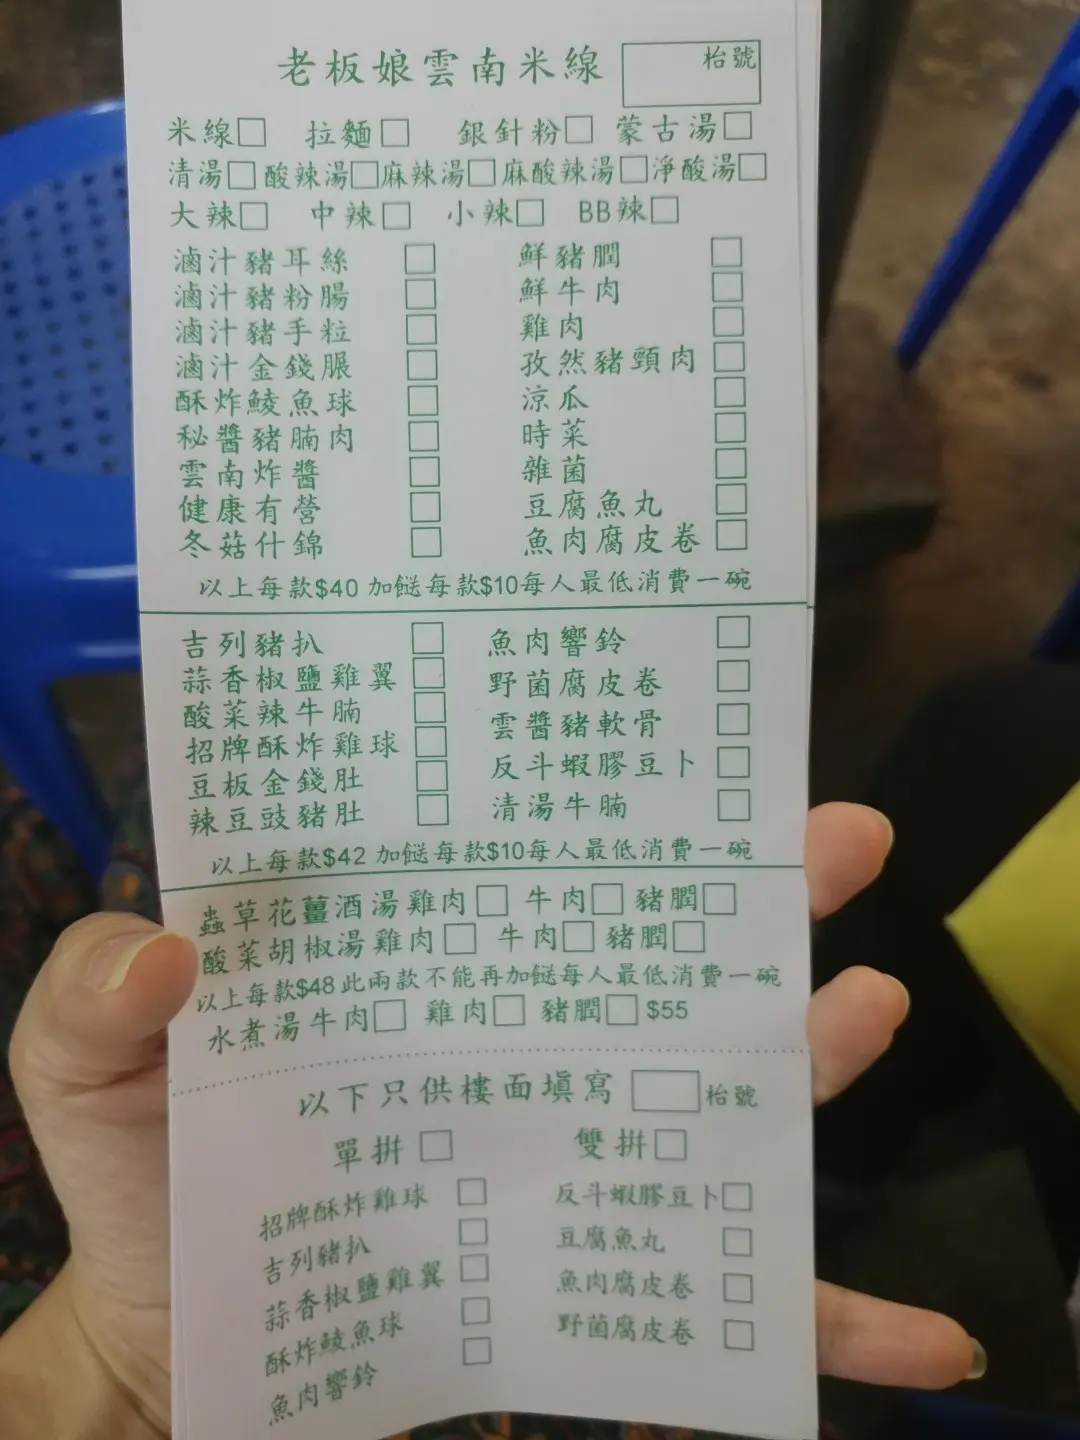 老板娘雲南米線 枱號
米線 拉麵 銀針粉 蒙古湯
清湯 酸辣湯 麻辣湯 麻酸辣湯 淨酸湯
大辣 中辣 小辣 BB辣
滷汁豬耳絲 鮮豬膶
滷汁豬粉腸 鮮牛肉
滷汁豬手粒 雞肉
滷汁金錢𦟌 孜然豬頸肉
酥炸鯪魚球 涼瓜
秘醬豬腩肉 時菜
雲南炸醬 雜菌
健康有營 豆腐魚丸
冬菇什錦 魚肉腐皮卷
以上每款$40 加餸每款$10每人最低消費一碗
吉列豬扒 魚肉響鈴
蒜香椒鹽雞翼 野菌腐皮卷
酸菜辣牛腩 雲醬豬軟骨
招牌酥炸雞球 反斗蝦膠豆卜
豆板金錢肚 清湯牛腩
辣豆豉豬肚
以上每款$42 加餸每款$10每人最低消費一碗
蟲草花薑酒湯雞肉 牛肉 豬膶
酸菜胡椒湯雞肉 牛肉 豬膶
以上每款$48此兩款不能再加餸每人最低消費一碗
水煮湯牛肉 雞肉 豬膶 $55
以下只供樓面填寫 枱號
單拼 雙拼
招牌酥炸雞球 反斗蝦膠豆卜
吉列豬扒 豆腐魚丸
蒜香椒鹽雞翼 魚肉腐皮卷
酥炸鯪魚球 野菌腐皮卷
魚肉響鈴